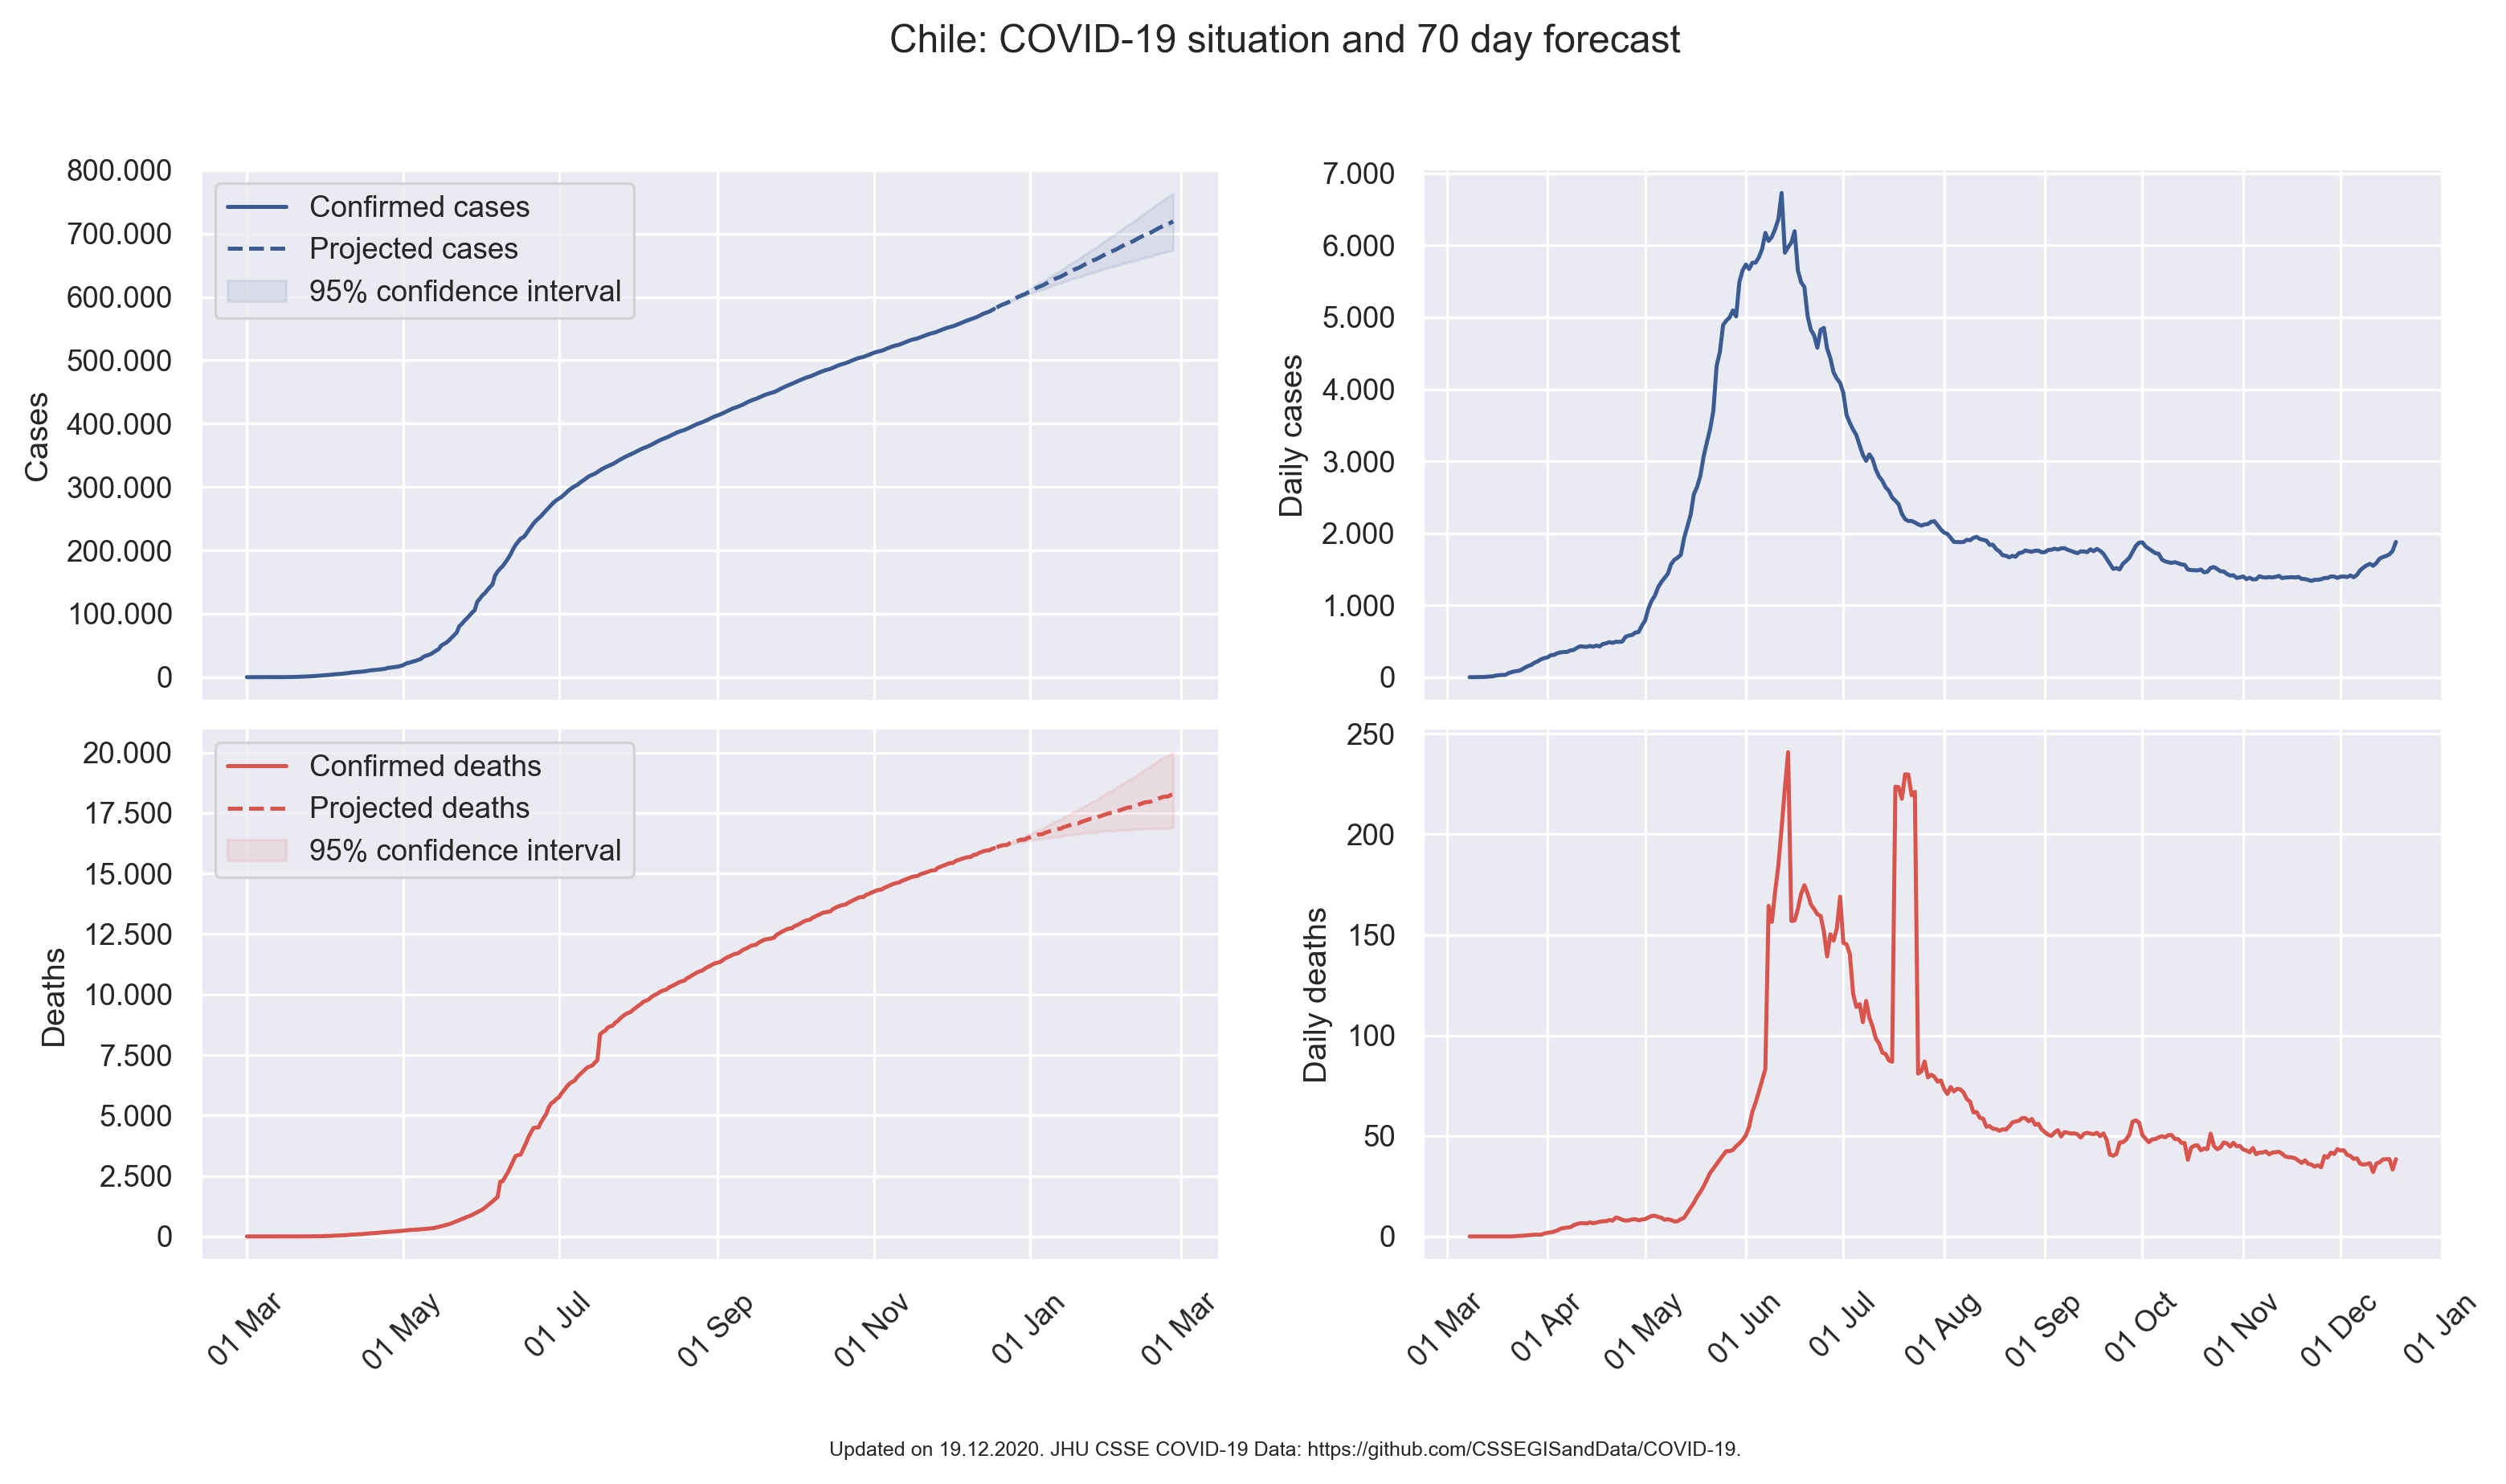 Chile: COVID-19 situation and 70 day forecast
800.000
700.000
600.000
500.000
400.000
300.000
200.000
100.000
0
Cases
Confirmed cases
Projected cases
95% confidence interval
7.000
6.000
5.000
4.000
3.000
2.000
1.000
0
Daily cases
20.000
17.500
15.000
12.500
10.000
7.500
5.000
2.500
0
Deaths
Confirmed deaths
Projected deaths
95% confidence interval
01 Mar
01 May
01 Jul
01 Sep
01 Nov
01 Jan
01 Mar
250
200
150
100
50
0
Daily deaths
01 Mar
01 Apr
01 May
01 Jun
01 Jul
01 Aug
01 Sep
01 Oct
01 Nov
01 Dec
01 Jan
Updated on 19.12.2020. JHU CSSE COVID-19 Data: https://github.com/CSSEGISandData/COVID-19.